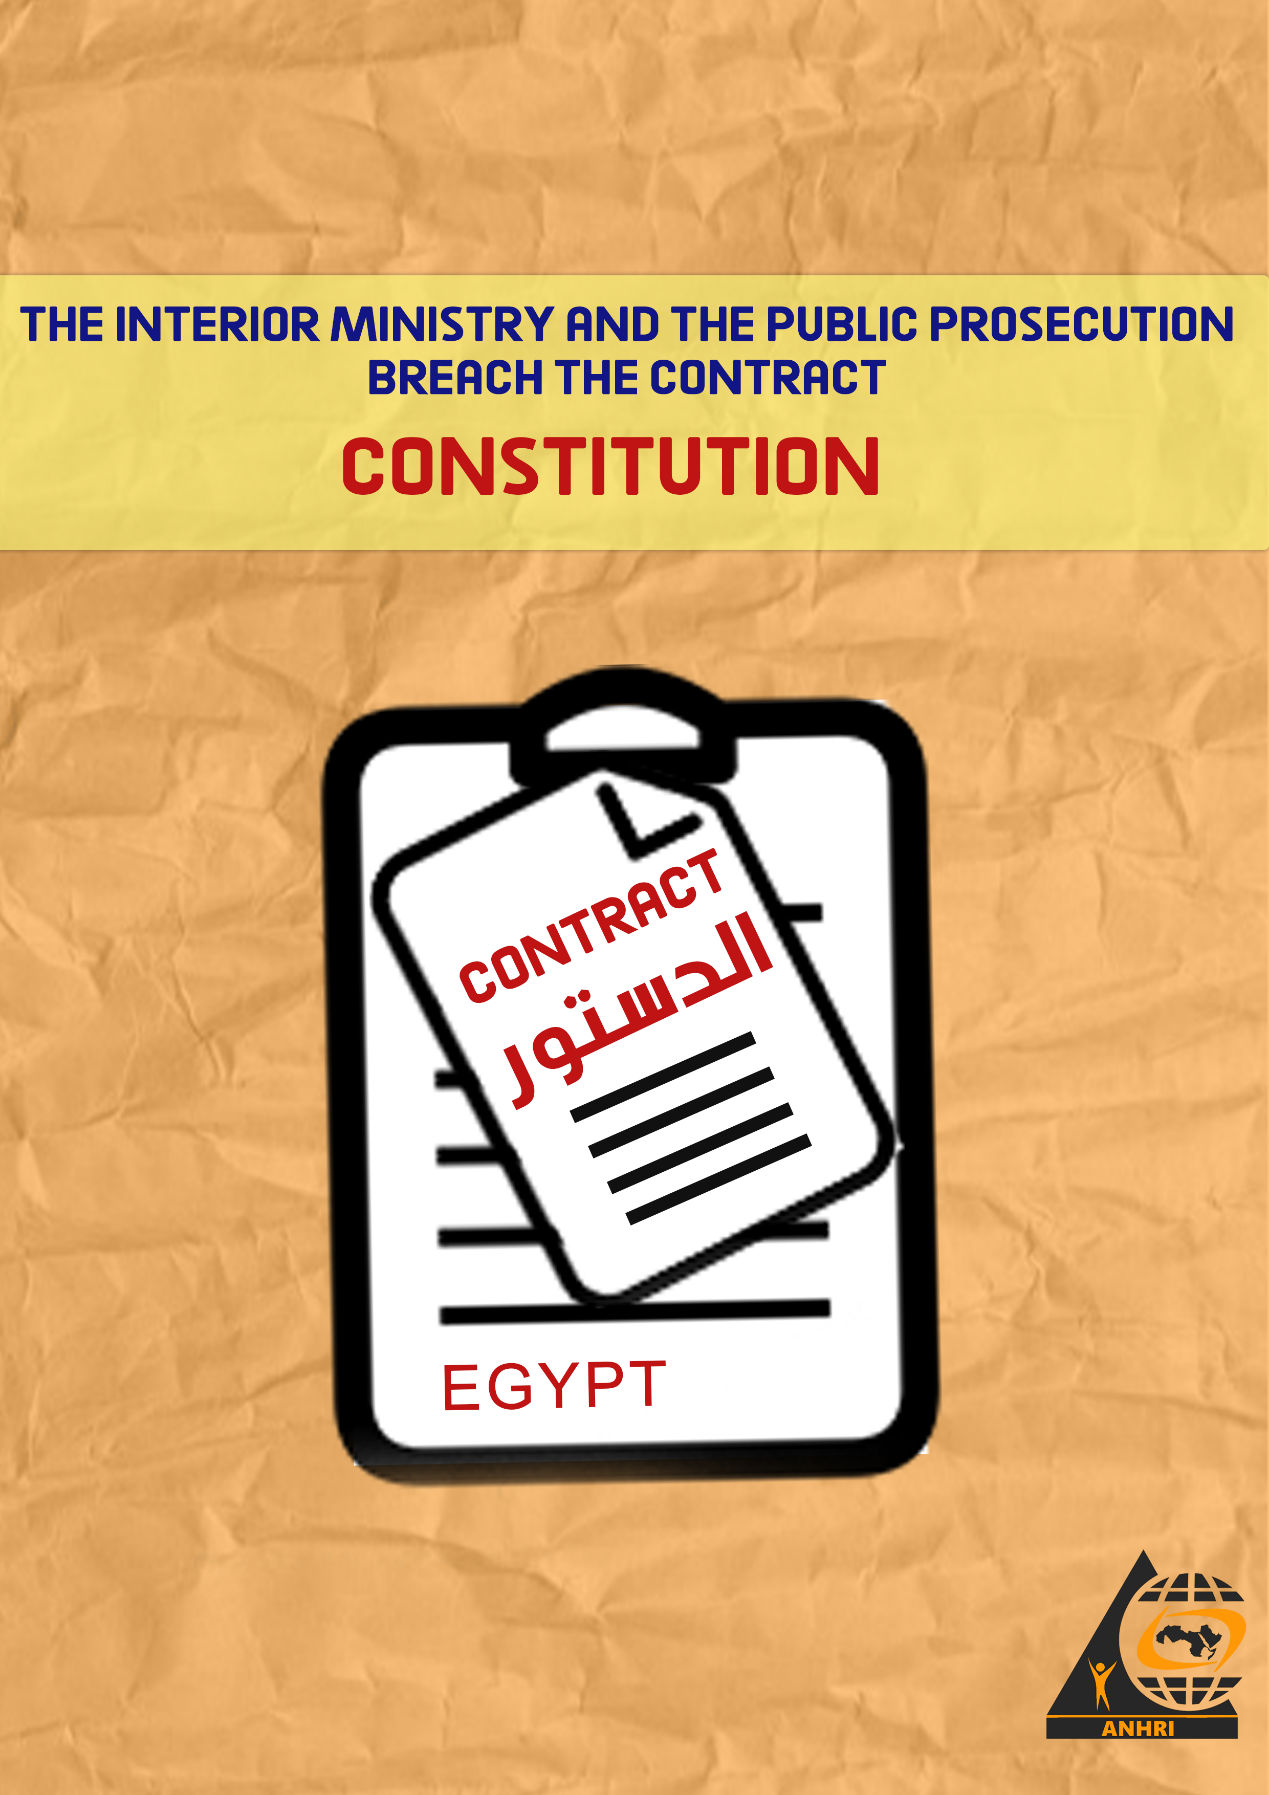 THE INTERIOR MINISTRY AND THE PUBLIC PROSECUTION
BREACH THE CONTRACT
CONSTITUTION
CONTRACT
الدستور
EGYPT
ANHRI